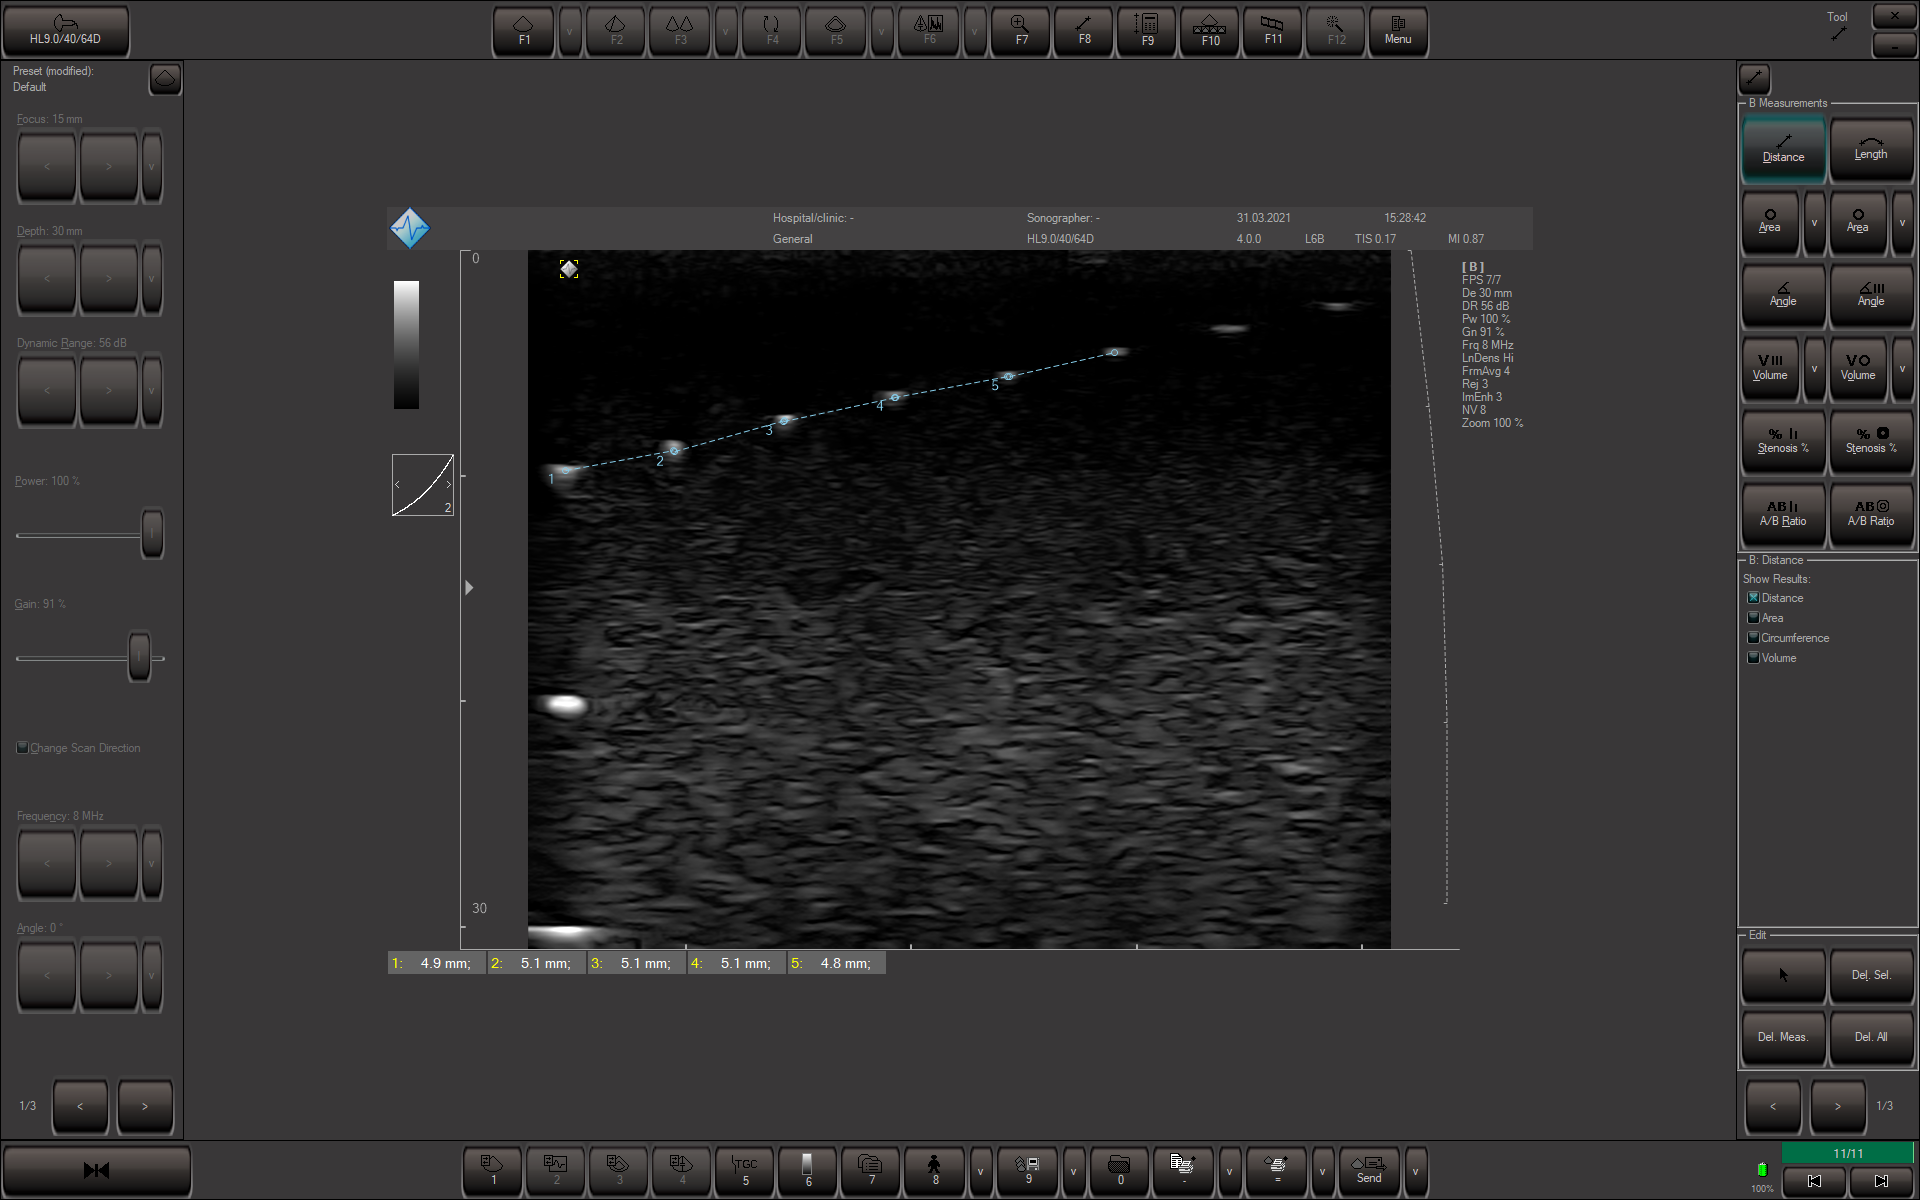 HL9.0/40/64D
F1
v
F2
F3
v
F4
F5
v
F6
v
F7
F8
F9
F10
F11
F12
Menu
Tool
Preset (modified):
Default
Focus: 15 mm
< > v
Depth: 30 mm
< > v
Dynamic Range: 56 dB
< > v
Power: 100 %
Gain: 91 %
Change Scan Direction
Frequency: 8 MHz
< > v
Angle: 0 °
< > v
1/3 < >
Hospital/clinic: - Sonographer: - 31.03.2021 15:28:42
General HL9.0/40/64D 4.0.0 L6B TIS 0.17 MI 0.87
0
30
< >
2
1
2
3
4
5
[ B ]
FPS 7/7
De 30 mm
DR 56 dB
Pw 100 %
Gn 91 %
Frq 8 MHz
LnDens Hi
FrmAvg 4
Rej 3
ImEnh 3
NV 8
Zoom 100 %
1: 4.9 mm; 2: 5.1 mm; 3: 5.1 mm; 4: 5.1 mm; 5: 4.8 mm;
B Measurements
Distance Length
Area v Area v
Angle Angle
V
Volume v
VO
Volume v
%
Stenosis %
%
Stenosis %
AB
A/B Ratio
AB
A/B Ratio
B: Distance
Show Results:
Distance
Area
Circumference
Volume
Edit
Del. Sel.
Del. Meas. Del. All
< > 1/3
1
2
3
4
TGC
5
6
7
8
v
9
v
0
-
v
=
v
Send
v
100%
11/11